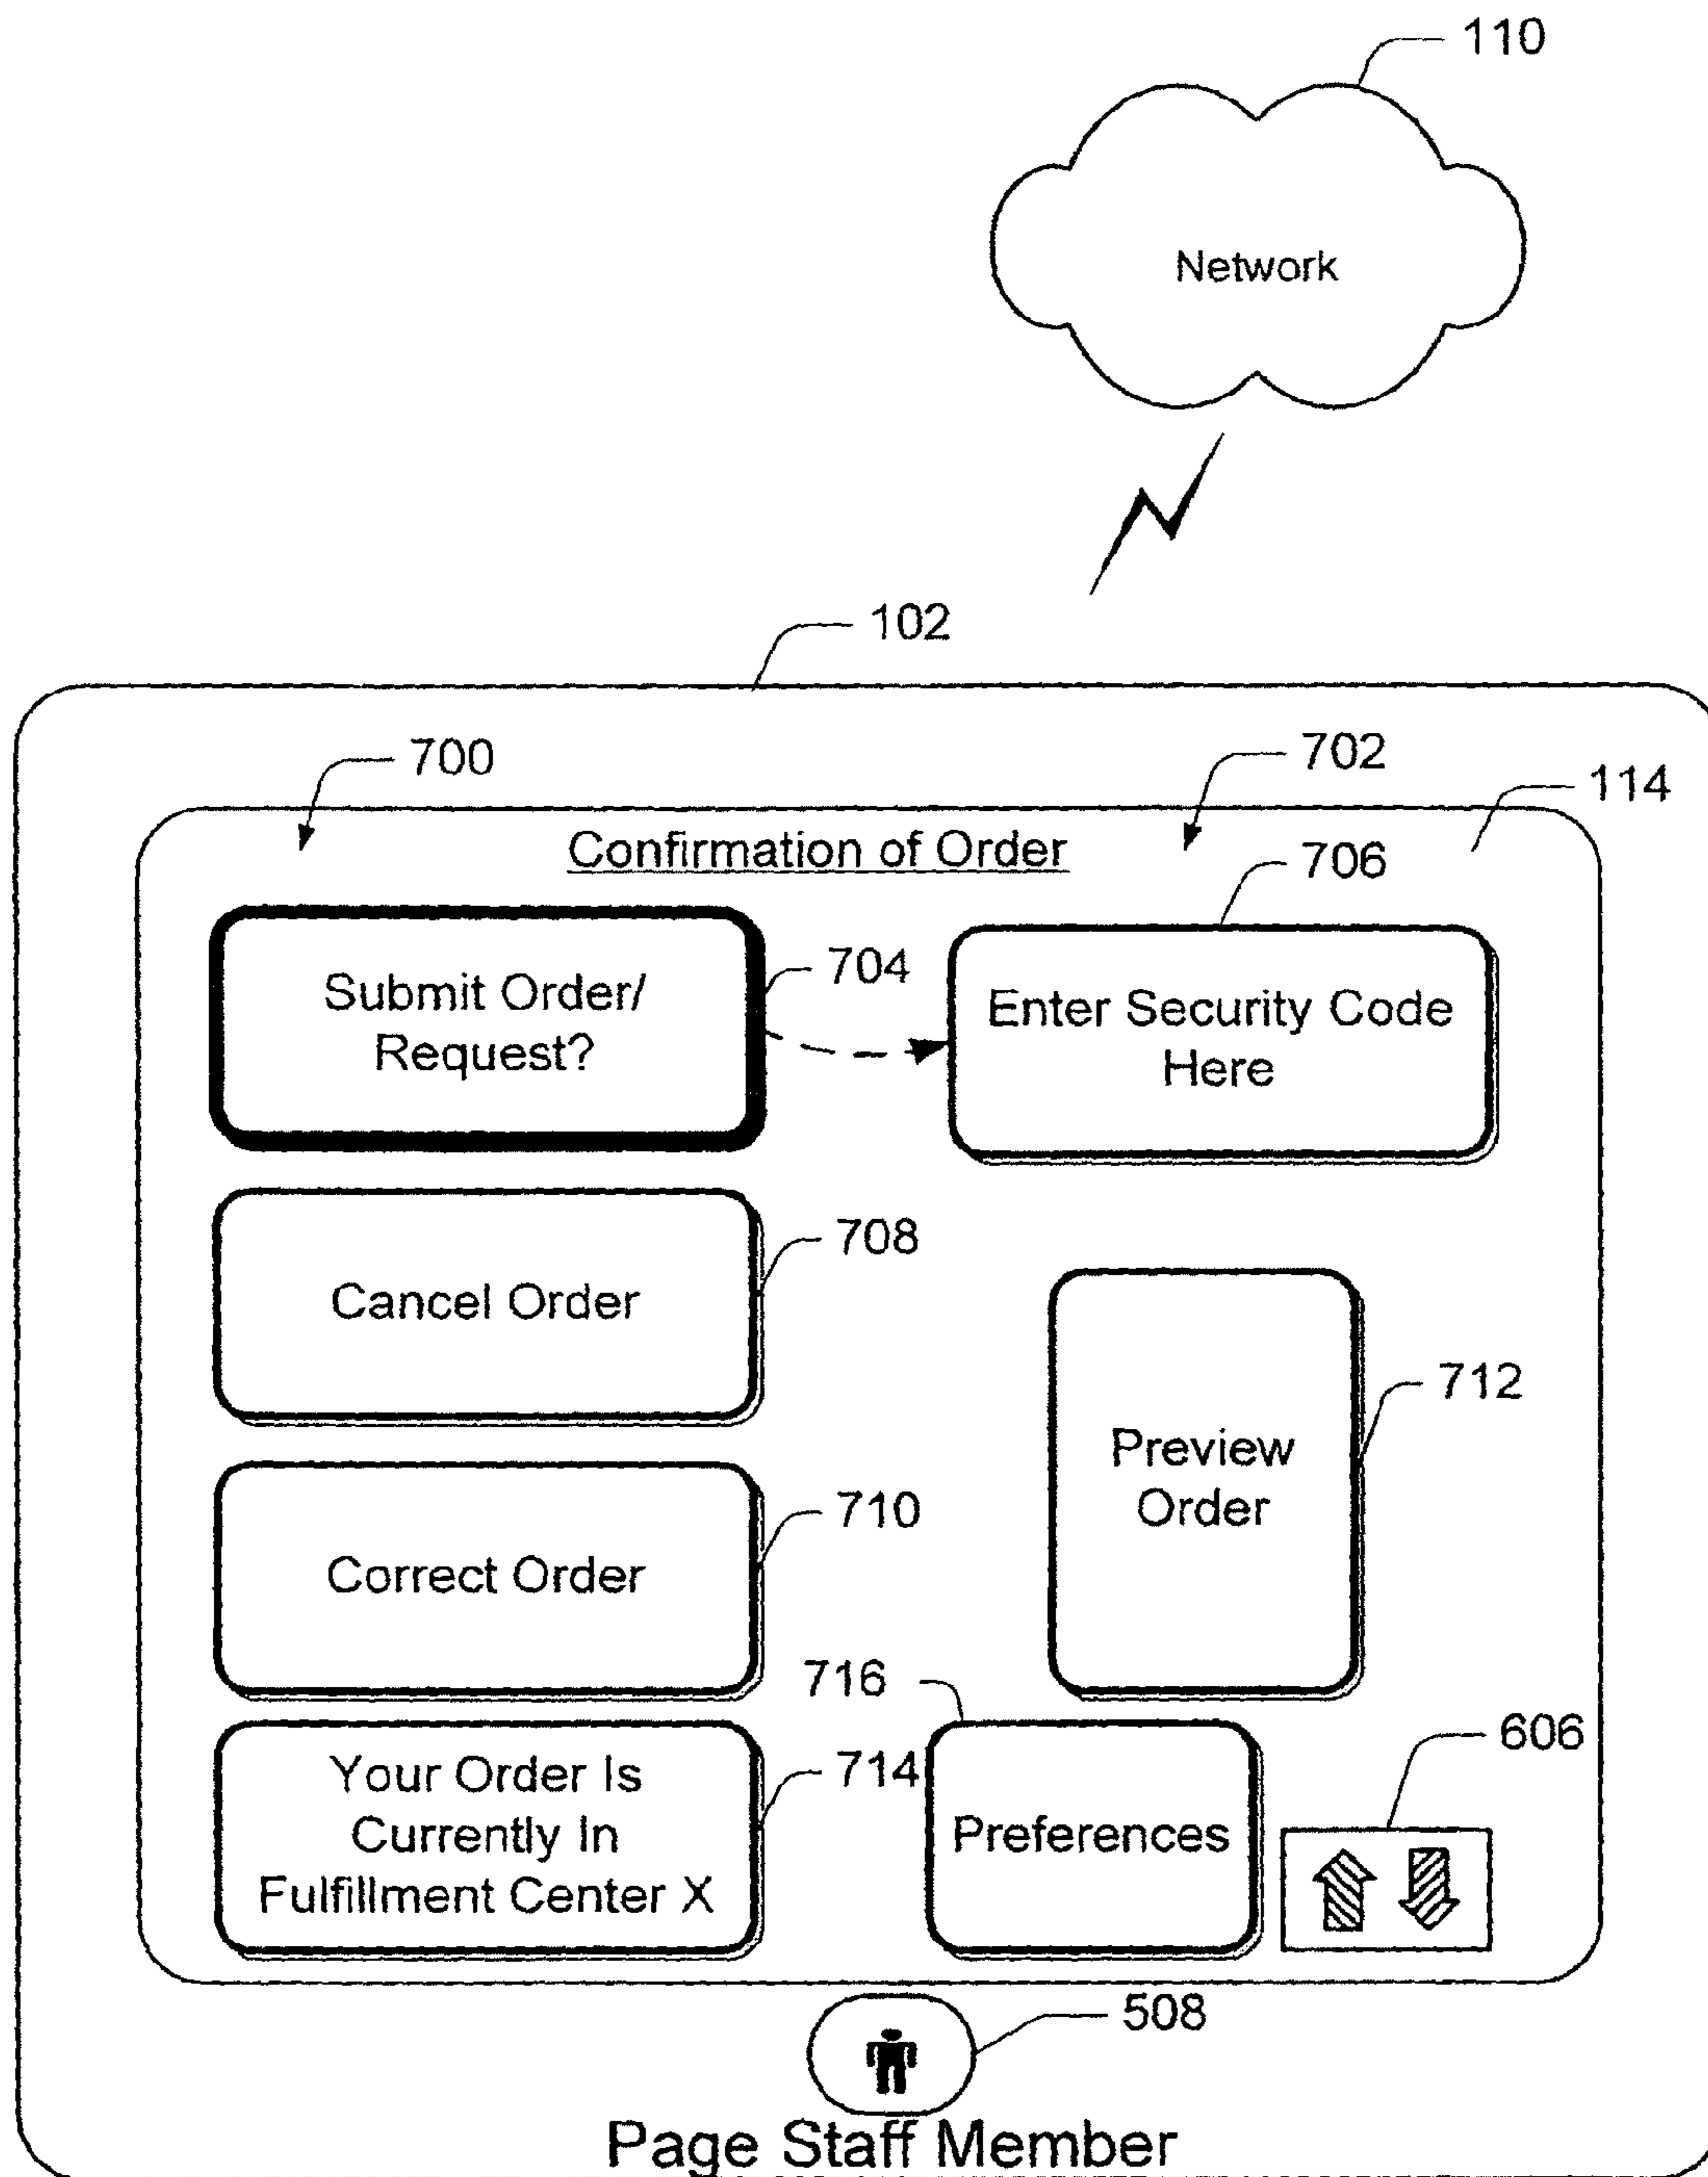 110
Network
102
700
702
114
Confirmation of Order
706
Submit Order/
Request?
704
Enter Security Code
Here
708
Cancel Order
712
Preview
Order
710
Correct Order
716
606
Your Order Is
Currently In
Fulfillment Center X
714
Preferences
508
Page Staff Member